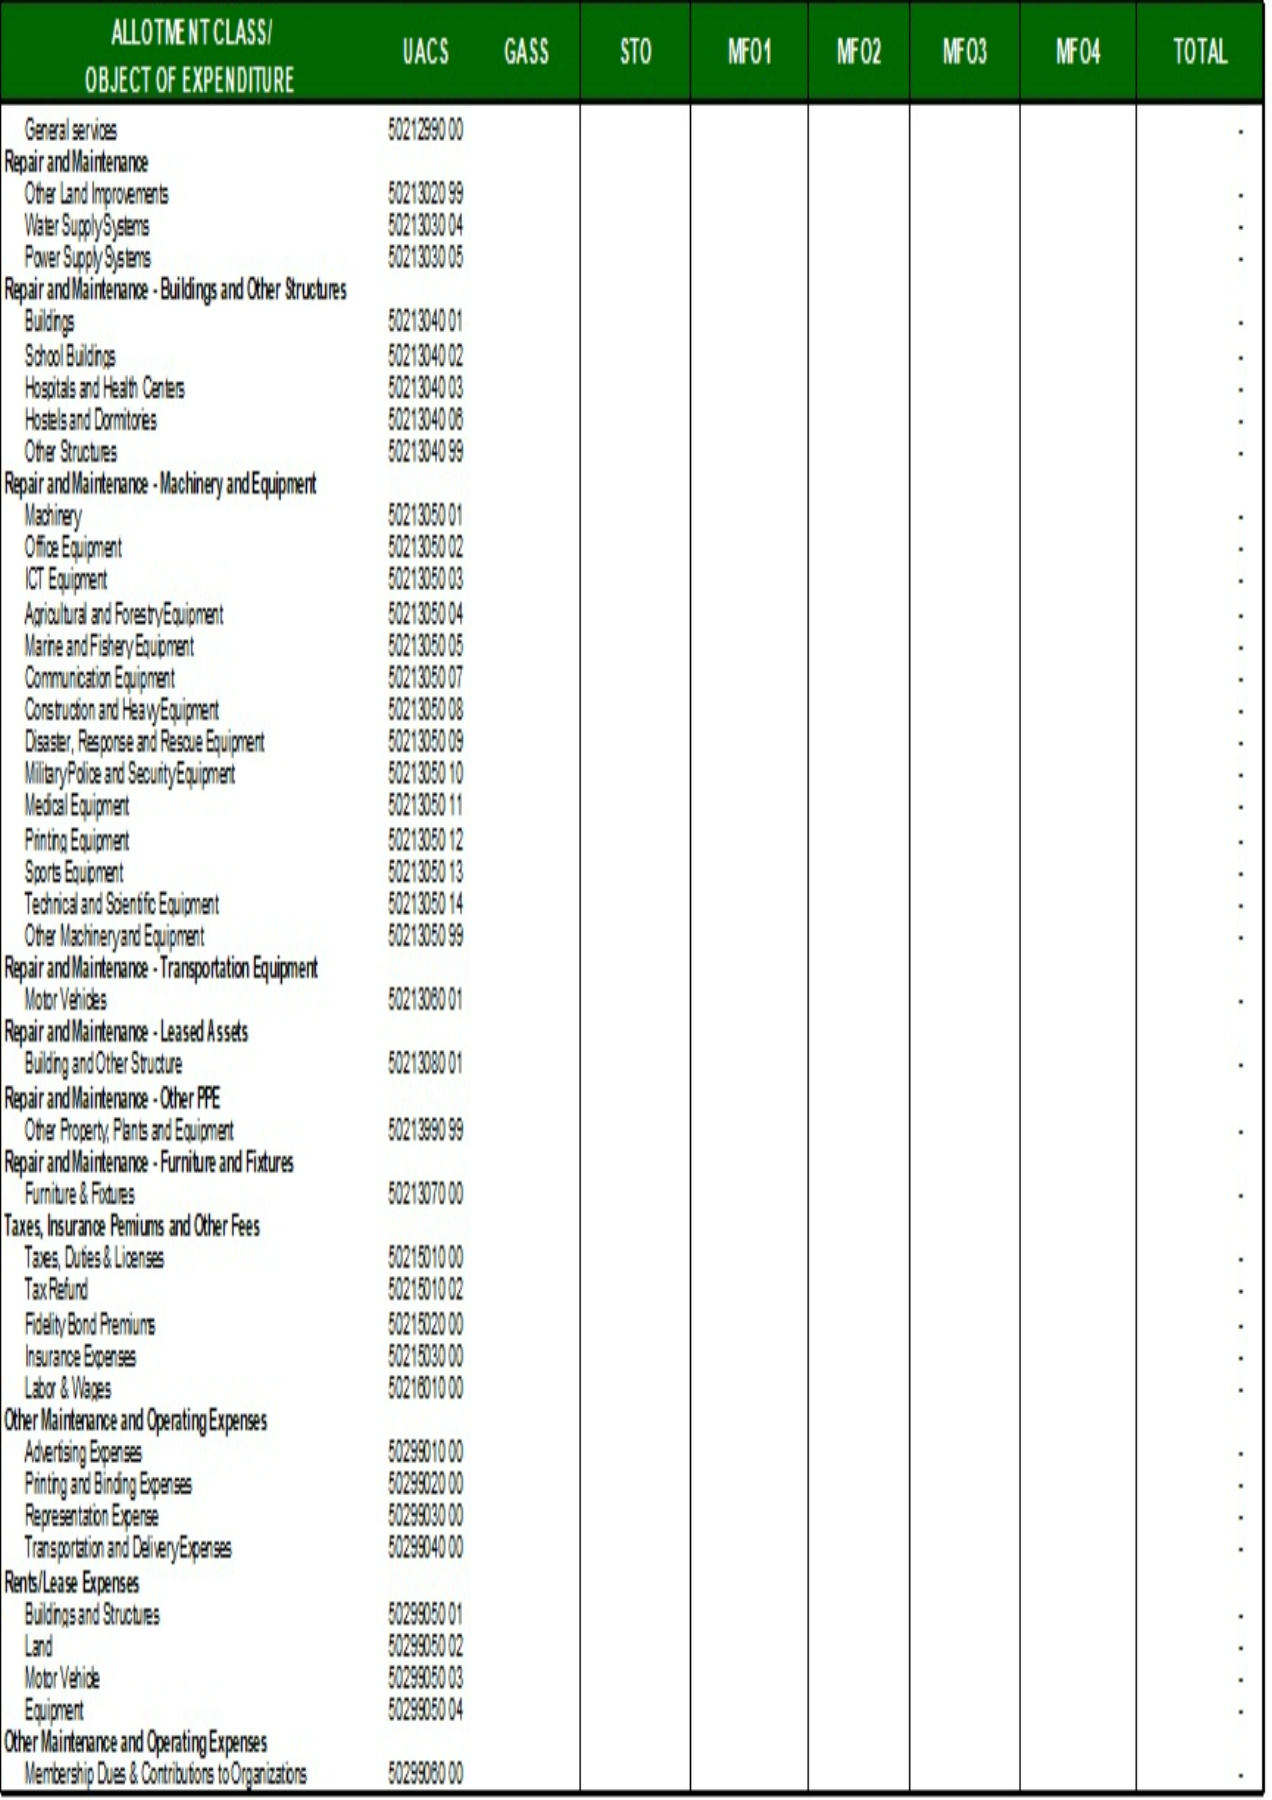 ALLOTMENT CLASS/
OBJECT OF EXPENDITURE UACS GASS STO MFO1 MFO2 MFO3 MFO4 TOTAL
General services 50212990 00 -
Repair and Maintenance
Other Land Improvements 50213020 99 -
Water Supply Systems 50213030 04 -
Power Supply Systems 50213030 05 -
Repair and Maintenance - Buildings and Other Structures
Buildings 50213040 01 -
School Buildings 50213040 02 -
Hospitals and Health Centers 50213040 03 -
Hostels and Dormitories 50213040 06 -
Other Structures 50213040 99 -
Repair and Maintenance - Machinery and Equipment
Machinery 50213050 01 -
Office Equipment 50213050 02 -
ICT Equipment 50213050 03 -
Agricultural and Forestry Equipment 50213050 04 -
Marine and Fishery Equipment 50213050 05 -
Communication Equipment 50213050 07 -
Construction and Heavy Equipment 50213050 08 -
Disaster, Response and Rescue Equipment 50213050 09 -
Military Police and Security Equipment 50213050 10 -
Medical Equipment 50213050 11 -
Printing Equipment 50213050 12 -
Sports Equipment 50213050 13 -
Technical and Scientific Equipment 50213050 14 -
Other Machinery and Equipment 50213050 99 -
Repair and Maintenance - Transportation Equipment
Motor Vehicles 50213060 01 -
Repair and Maintenance - Leased Assets
Building and Other Structure 50213080 01 -
Repair and Maintenance - Other PPE
Other Property, Plants and Equipment 50213990 99 -
Repair and Maintenance - Furniture and Fixtures
Furniture & Fixtures 50213070 00 -
Taxes, Insurance Pemiums and Other Fees
Taxes, Duties & Licenses 50215010 00 -
Tax Refund 50215010 02 -
Fidelity Bond Premiums 50215020 00 -
Insurance Expenses 50215030 00 -
Labor & Wages 50216010 00 -
Other Maintenance and Operating Expenses
Advertising Expenses 50299010 00 -
Printing and Binding Expenses 50299020 00 -
Representation Expense 50299030 00 -
Transportation and Delivery Expenses 50299040 00 -
Rents/Lease Expenses
Buildings and Structures 50299050 01 -
Land 50299050 02 -
Motor Vehicle 50299050 03 -
Equipment 50299050 04 -
Other Maintenance and Operating Expenses
Membership Dues & Contributions to Organizations 50299060 00 -